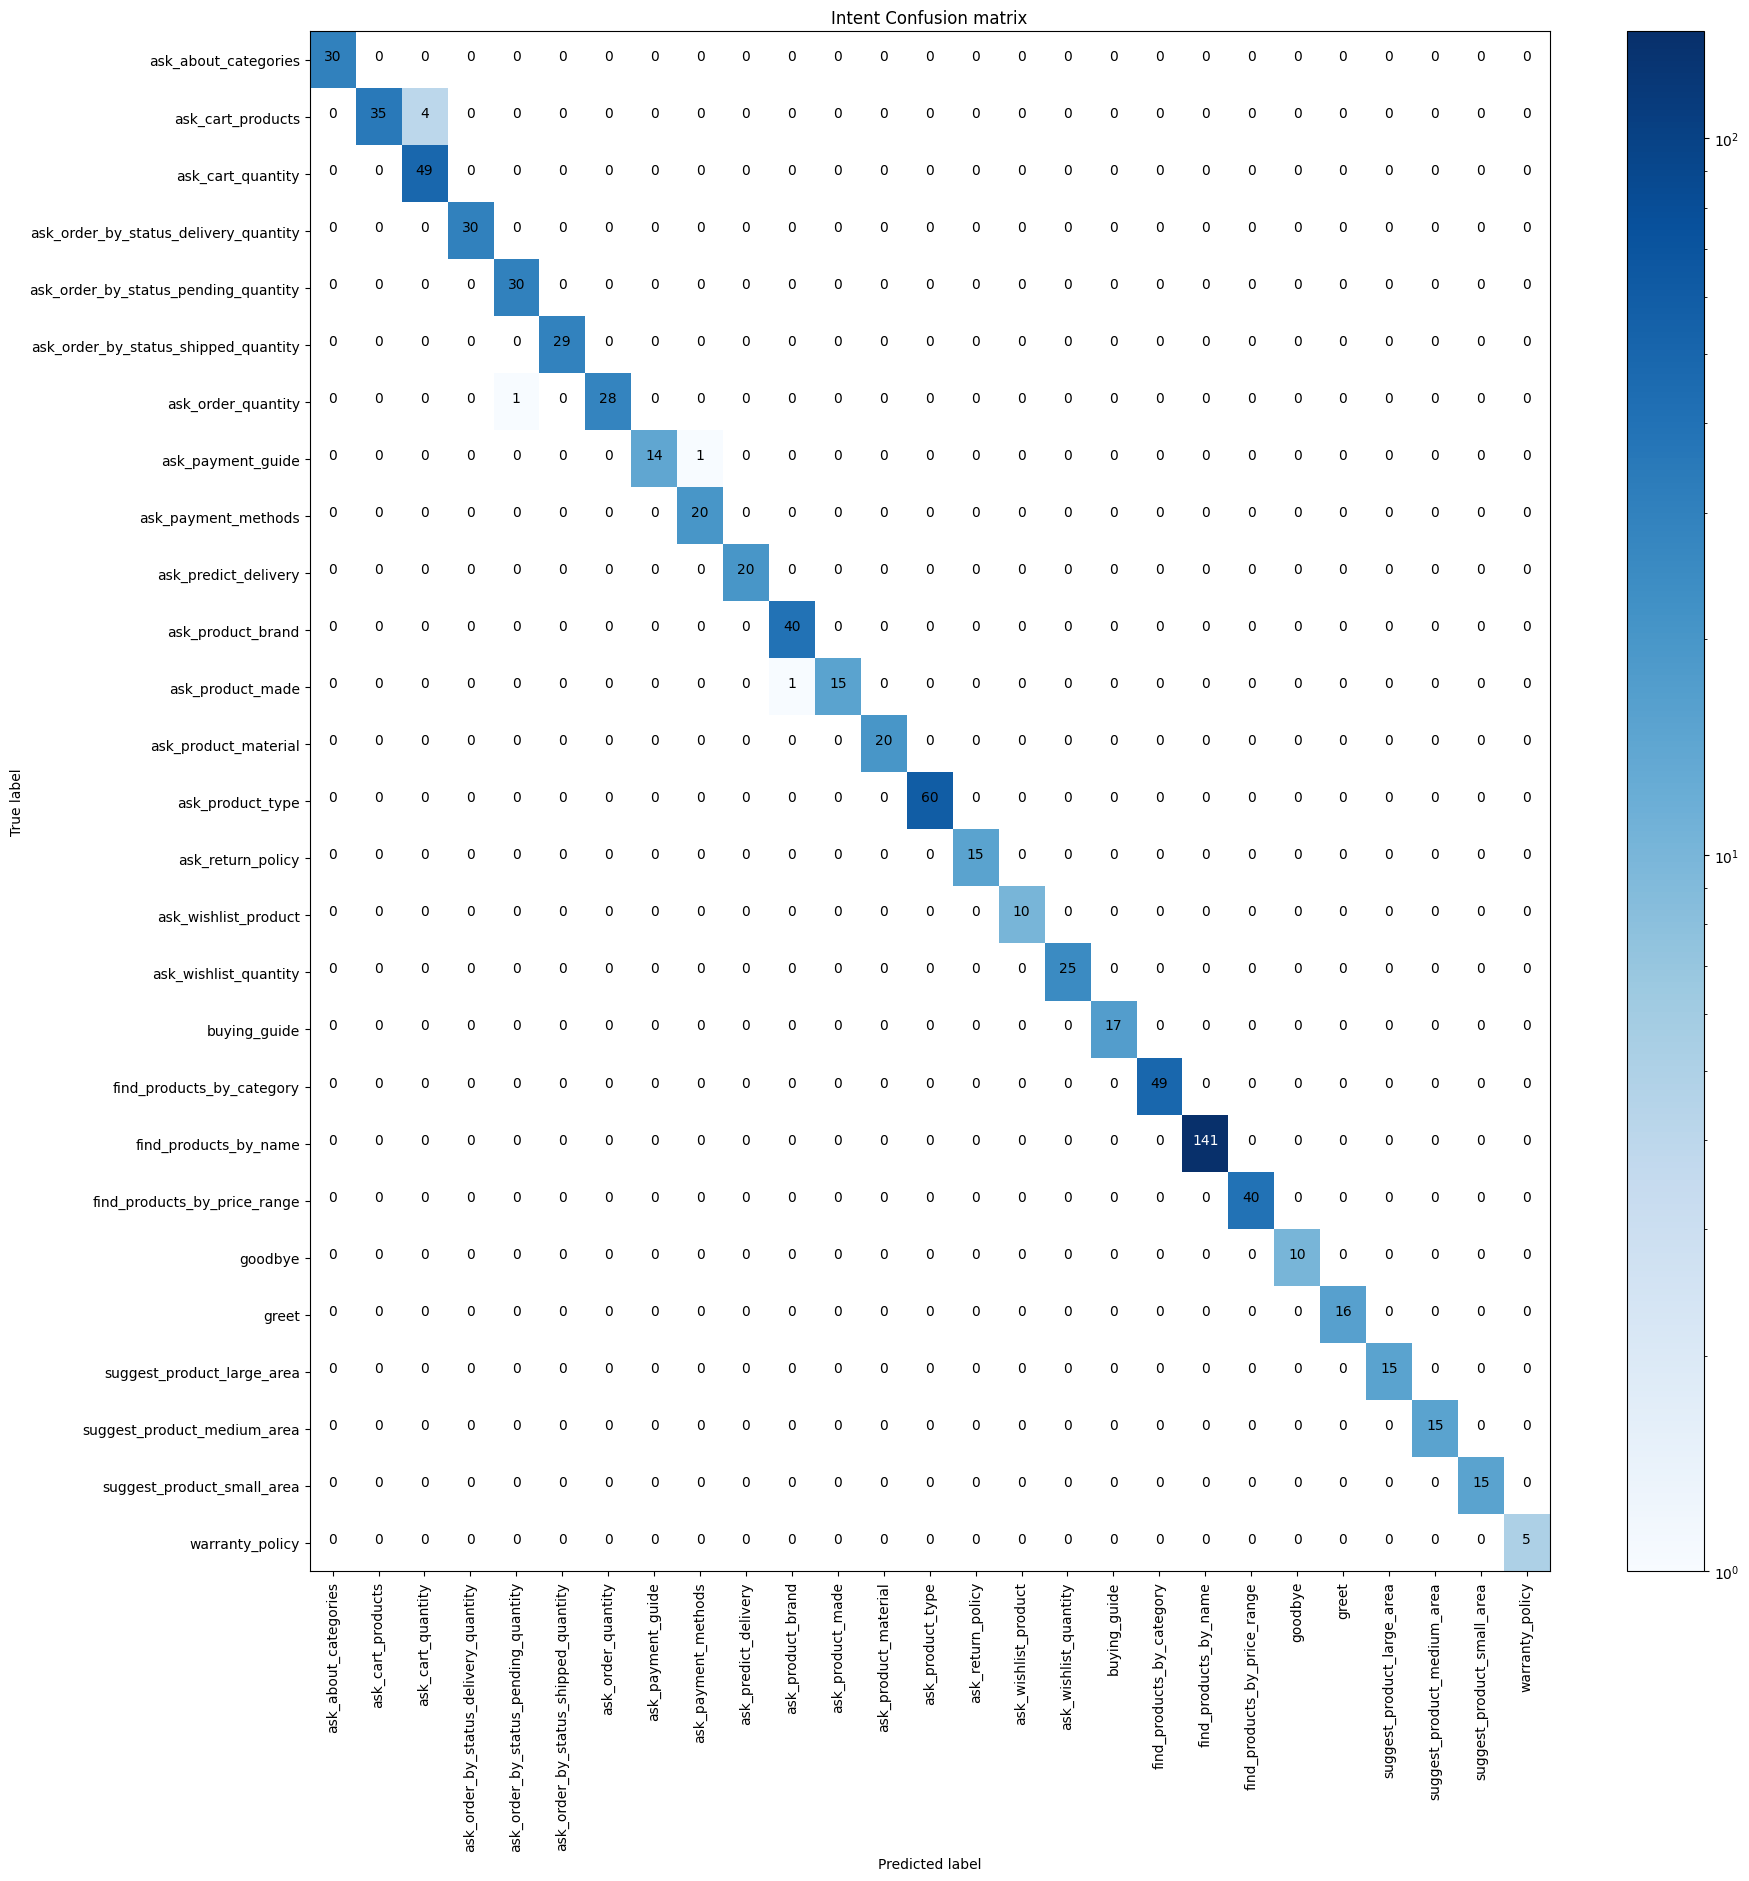 Intent Confusion matrix
ask_about_categories 30 0 0 0 0 0 0 0 0 0 0 0 0 0 0 0 0 0 0 0 0 0 0 0 0 0 0
ask_cart_products 0 35 4 0 0 0 0 0 0 0 0 0 0 0 0 0 0 0 0 0 0 0 0 0 0 0 0
ask_cart_quantity 0 0 49 0 0 0 0 0 0 0 0 0 0 0 0 0 0 0 0 0 0 0 0 0 0 0 0
ask_order_by_status_delivery_quantity 0 0 0 30 0 0 0 0 0 0 0 0 0 0 0 0 0 0 0 0 0 0 0 0 0 0 0
ask_order_by_status_pending_quantity 0 0 0 0 30 0 0 0 0 0 0 0 0 0 0 0 0 0 0 0 0 0 0 0 0 0 0
ask_order_by_status_shipped_quantity 0 0 0 0 0 29 0 0 0 0 0 0 0 0 0 0 0 0 0 0 0 0 0 0 0 0 0
ask_order_quantity 0 0 0 0 1 0 28 0 0 0 0 0 0 0 0 0 0 0 0 0 0 0 0 0 0 0 0
ask_payment_guide 0 0 0 0 0 0 0 14 1 0 0 0 0 0 0 0 0 0 0 0 0 0 0 0 0 0 0
ask_payment_methods 0 0 0 0 0 0 0 0 20 0 0 0 0 0 0 0 0 0 0 0 0 0 0 0 0 0 0
ask_predict_delivery 0 0 0 0 0 0 0 0 0 20 0 0 0 0 0 0 0 0 0 0 0 0 0 0 0 0 0
ask_product_brand 0 0 0 0 0 0 0 0 0 0 40 0 0 0 0 0 0 0 0 0 0 0 0 0 0 0 0
ask_product_made 0 0 0 0 0 0 0 0 0 0 1 15 0 0 0 0 0 0 0 0 0 0 0 0 0 0 0
ask_product_material 0 0 0 0 0 0 0 0 0 0 0 0 20 0 0 0 0 0 0 0 0 0 0 0 0 0 0
ask_product_type 0 0 0 0 0 0 0 0 0 0 0 0 0 60 0 0 0 0 0 0 0 0 0 0 0 0 0
ask_return_policy 0 0 0 0 0 0 0 0 0 0 0 0 0 0 15 0 0 0 0 0 0 0 0 0 0 0 0
ask_wishlist_product 0 0 0 0 0 0 0 0 0 0 0 0 0 0 0 10 0 0 0 0 0 0 0 0 0 0 0
ask_wishlist_quantity 0 0 0 0 0 0 0 0 0 0 0 0 0 0 0 0 25 0 0 0 0 0 0 0 0 0 0
buying_guide 0 0 0 0 0 0 0 0 0 0 0 0 0 0 0 0 0 17 0 0 0 0 0 0 0 0 0
find_products_by_category 0 0 0 0 0 0 0 0 0 0 0 0 0 0 0 0 0 0 49 0 0 0 0 0 0 0 0
find_products_by_name 0 0 0 0 0 0 0 0 0 0 0 0 0 0 0 0 0 0 0 141 0 0 0 0 0 0 0
find_products_by_price_range 0 0 0 0 0 0 0 0 0 0 0 0 0 0 0 0 0 0 0 0 40 0 0 0 0 0 0
goodbye 0 0 0 0 0 0 0 0 0 0 0 0 0 0 0 0 0 0 0 0 0 10 0 0 0 0 0
greet 0 0 0 0 0 0 0 0 0 0 0 0 0 0 0 0 0 0 0 0 0 0 16 0 0 0 0
suggest_product_large_area 0 0 0 0 0 0 0 0 0 0 0 0 0 0 0 0 0 0 0 0 0 0 0 15 0 0 0
suggest_product_medium_area 0 0 0 0 0 0 0 0 0 0 0 0 0 0 0 0 0 0 0 0 0 0 0 0 15 0 0
suggest_product_small_area 0 0 0 0 0 0 0 0 0 0 0 0 0 0 0 0 0 0 0 0 0 0 0 0 0 15 0
warranty_policy 0 0 0 0 0 0 0 0 0 0 0 0 0 0 0 0 0 0 0 0 0 0 0 0 0 0 5
True label
ask_about_categories
ask_cart_products
ask_cart_quantity
ask_order_by_status_delivery_quantity
ask_order_by_status_pending_quantity
ask_order_by_status_shipped_quantity
ask_order_quantity
ask_payment_guide
ask_payment_methods
ask_predict_delivery
ask_product_brand
ask_product_made
ask_product_material
ask_product_type
ask_return_policy
ask_wishlist_product
ask_wishlist_quantity
buying_guide
find_products_by_category
find_products_by_name
find_products_by_price_range
goodbye
greet
suggest_product_large_area
suggest_product_medium_area
suggest_product_small_area
warranty_policy
Predicted label
10²
10¹
10⁰